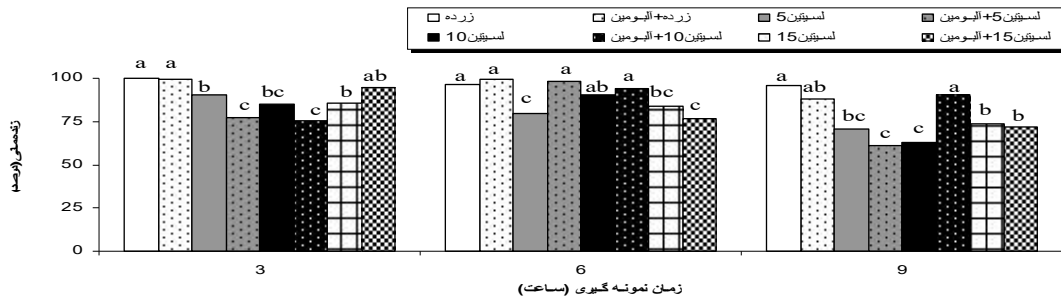 زرده زرده+آلبومین لسیتین5 لسیتین5+آلبومین
لسیتین10 لسیتین10+آلبومین لسیتین15 لسیتین15+آلبومین
زنده‌مانی(درصد)
100
75
50
25
0
a a b c bc c b ab
a a c a ab a bc c
a ab bc c c a b b
3 6 9
زمان نمونه گیری (ساعت)